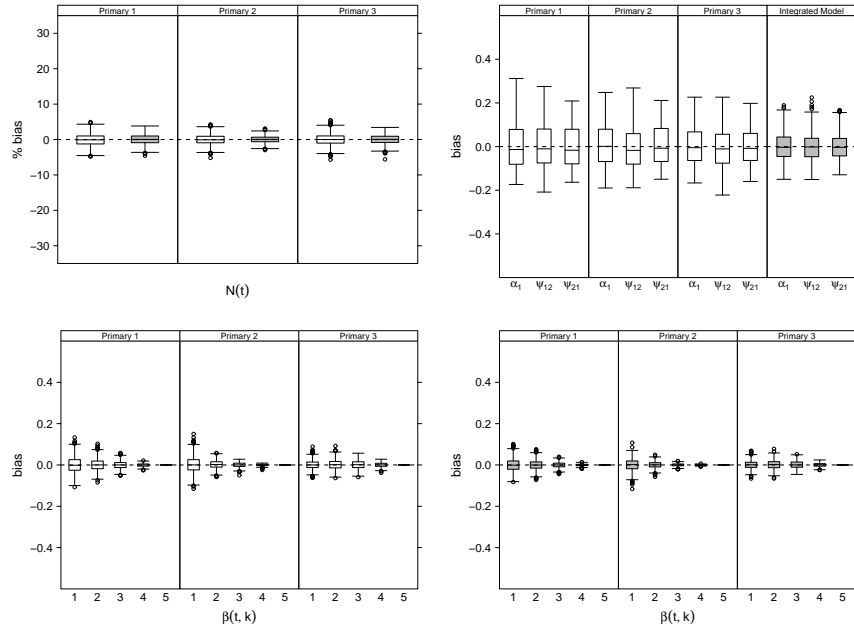 Primary 1 Primary 2 Primary 3
30
20
10
0
−10
−20
−30
% bias
N(t)
Primary 1 Primary 2 Primary 3 Integrated Model
0.4
0.2
0.0
−0.2
−0.4
bias
α1 ψ12 ψ21 α1 ψ12 ψ21 α1 ψ12 ψ21 α1 ψ12 ψ21
Primary 1 Primary 2 Primary 3
0.4
0.2
0.0
−0.2
−0.4
bias
1 2 3 4 5 1 2 3 4 5 1 2 3 4 5
β(t, k)
Primary 1 Primary 2 Primary 3
0.4
0.2
0.0
−0.2
−0.4
bias
1 2 3 4 5 1 2 3 4 5 1 2 3 4 5
β(t, k)